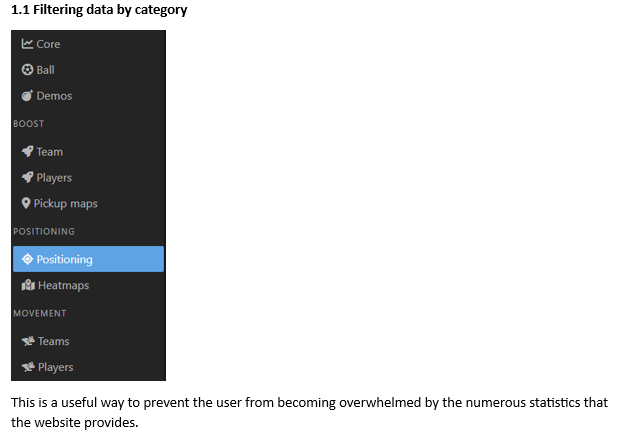 1.1 Filtering data by category
Core
Ball
Demos
BOOST
Team
Players
Pickup maps
POSITIONING
Positioning
Heatmaps
MOVEMENT
Teams
Players
This is a useful way to prevent the user from becoming overwhelmed by the numerous statistics that
the website provides.